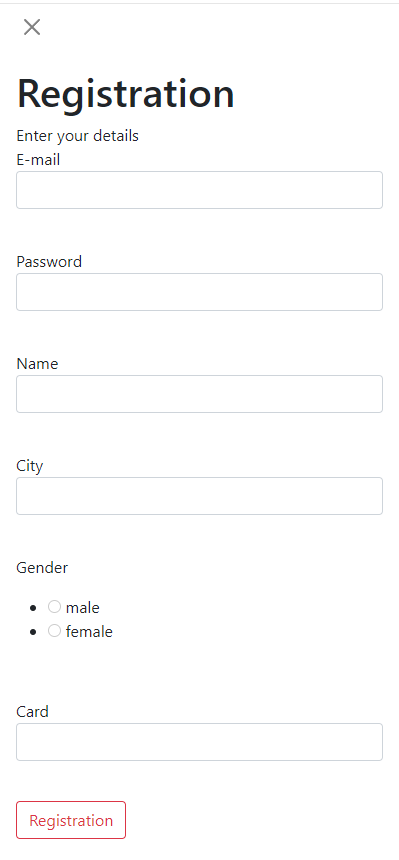 Registration
Enter your details
E-mail
Password
Name
City
Gender
male
female
Card
Registration